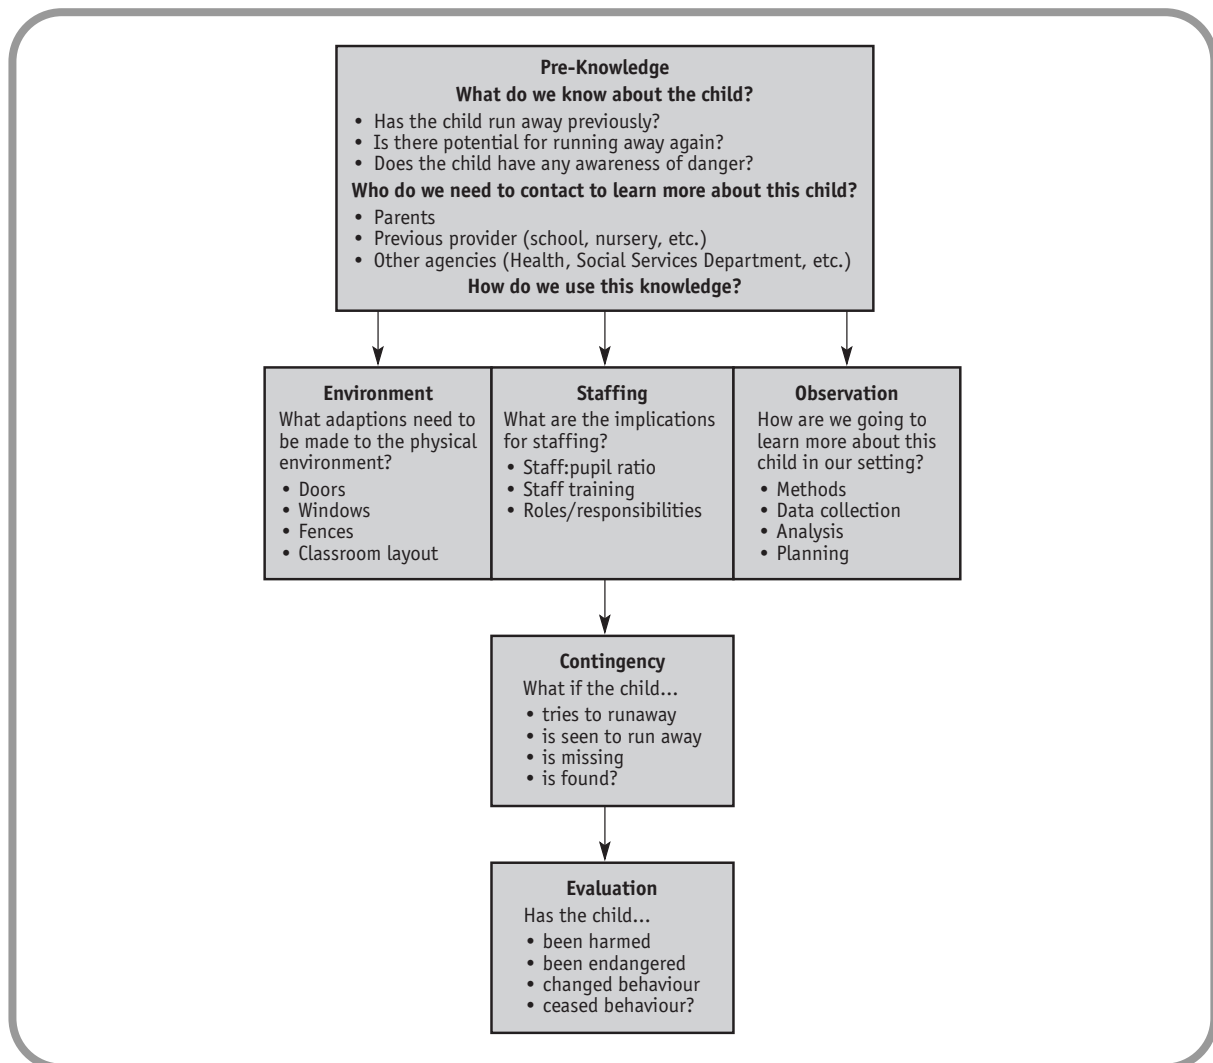 Pre-Knowledge
What do we know about the child?
• Has the child run away previously?
• Is there potential for running away again?
• Does the child have any awareness of danger?
Who do we need to contact to learn more about this child?
• Parents
• Previous provider (school, nursery, etc.)
• Other agencies (Health, Social Services Department, etc.)
How do we use this knowledge?
Environment
What adaptions need to
be made to the physical
environment?
• Doors
• Windows
• Fences
• Classroom layout
Staffing
What are the implications
for staffing?
• Staff:pupil ratio
• Staff training
• Roles/responsibilities
Observation
How are we going to
learn more about this
child in our setting?
• Methods
• Data collection
• Analysis
• Planning
Contingency
What if the child...
• tries to runaway
• is seen to run away
• is missing
• is found?
Evaluation
Has the child...
• been harmed
• been endangered
• changed behaviour
• ceased behaviour?